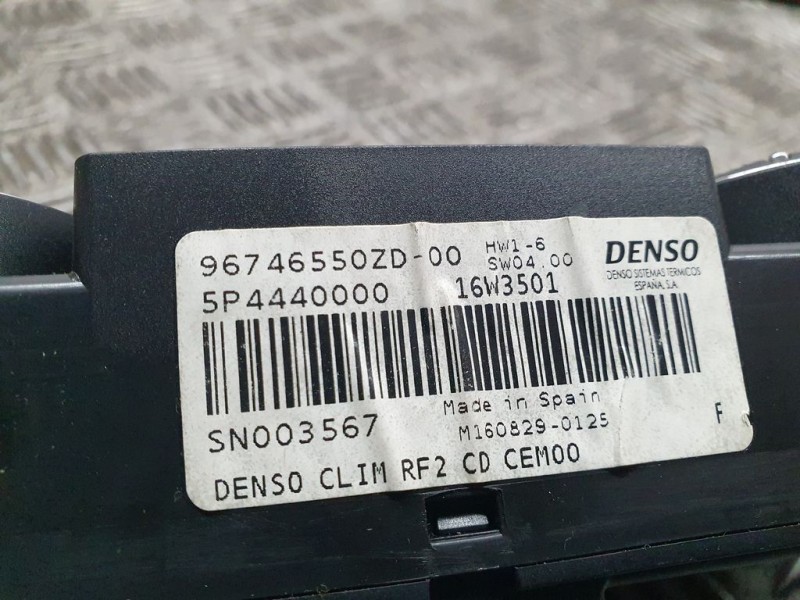 96746550ZD-00 HW1-6
SW04.00
DENSO
DENSO SISTEMAS TERMICOS
ESPAÑA, S.A.
5P4440000 16W3501
SN003567
Made in Spain
M160829-0125
F
DENSO CLIM RF2 CD CEM00